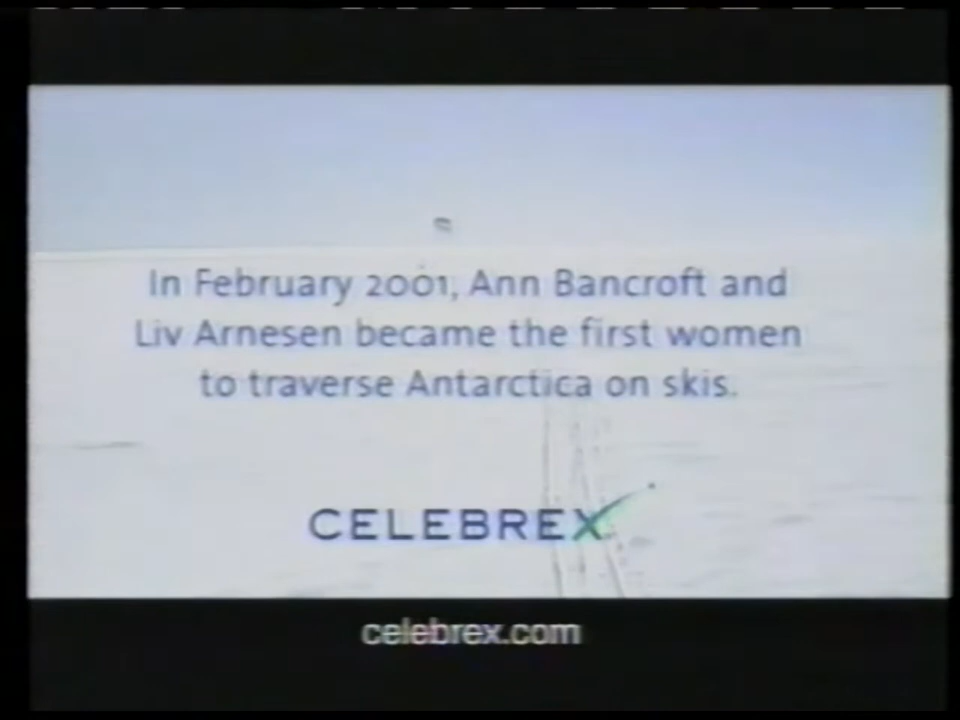 In February 2001, Ann Bancroft and
Liv Arnesen became the first women
to traverse Antarctica on skis.
CELEBREX
celebrex.com